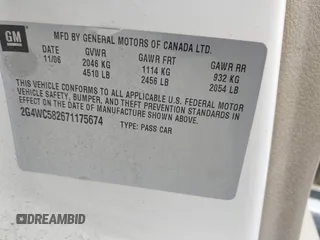 GM
MFD BY GENERAL MOTORS OF CANADA LTD.
DATE GVWR GAWR FRT GAWR RR
11/06 2046 KG 1114 KG 932 KG
4510 LB 2456 LB 2054 LB
THIS VEHICLE CONFORMS TO ALL APPLICABLE U.S. FEDERAL MOTOR
VEHICLE SAFETY, BUMPER, AND THEFT PREVENTION STANDARDS IN
EFFECT ON THE DATE OF MANUFACTURE SHOWN ABOVE.
2G4WC582671175674 TYPE: PASS CAR
DREAMBID